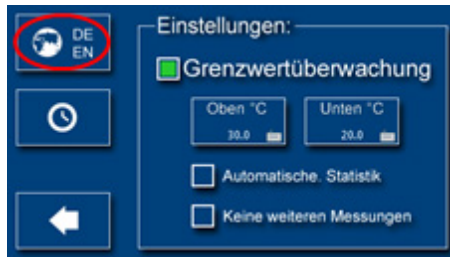 DE
EN
Einstellungen:
Grenzwertüberwachung
Oben °C
30.0
Unten °C
20.0
Automatische. Statistik
Keine weiteren Messungen